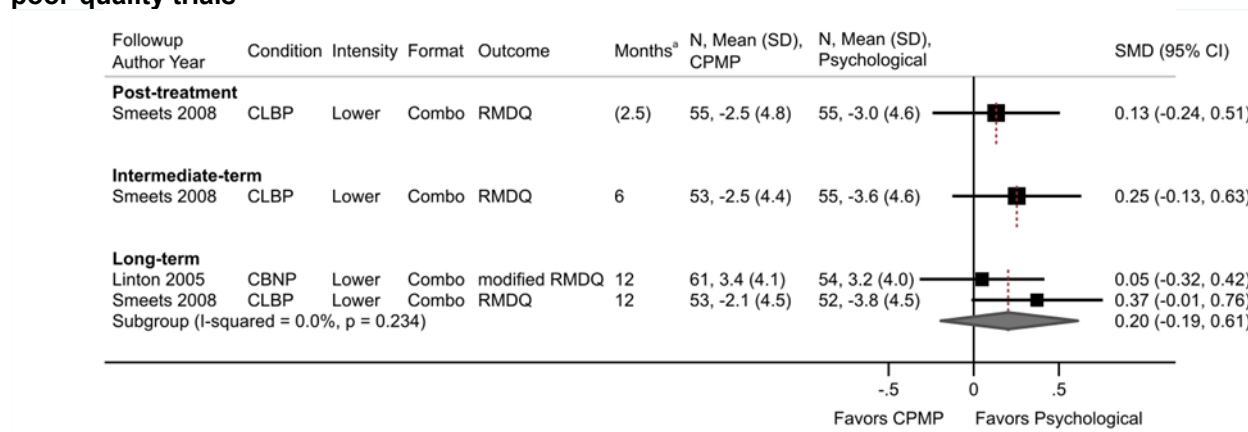 poor-quality trials
Followup Author Year Condition Intensity Format Outcome Months^a N, Mean (SD), CPMP N, Mean (SD), Psychological SMD (95% CI)
Post-treatment
Smeets 2008 CLBP Lower Combo RMDQ (2.5) 55, -2.5 (4.8) 55, -3.0 (4.6) 0.13 (-0.24, 0.51)
Intermediate-term
Smeets 2008 CLBP Lower Combo RMDQ 6 53, -2.5 (4.4) 55, -3.6 (4.6) 0.25 (-0.13, 0.63)
Long-term
Linton 2005 CBNP Lower Combo modified RMDQ 12 61, 3.4 (4.1) 54, 3.2 (4.0) 0.05 (-0.32, 0.42)
Smeets 2008 CLBP Lower Combo RMDQ 12 53, -2.1 (4.5) 52, -3.8 (4.5) 0.37 (-0.01, 0.76)
Subgroup (I-squared = 0.0%, p = 0.234) 0.20 (-0.19, 0.61)
-.5 0 .5
Favors CPMP Favors Psychological